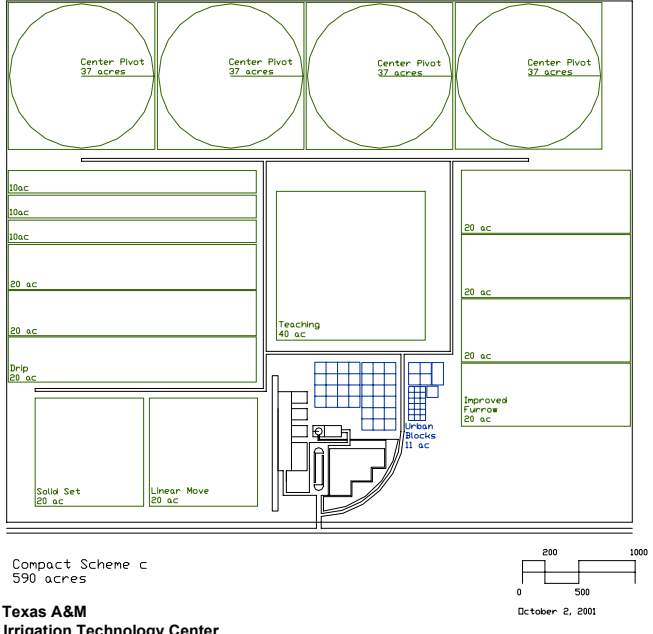 Center Pivot
37 acres
Center Pivot
37 acres
Center Pivot
37 acres
Center Pivot
37 acres
10ac
10ac
10ac
20 ac
20 ac
Drip
20 ac
Teaching
40 ac
20 ac
20 ac
20 ac
Improved
Furrow
20 ac
Urban
Blocks
11 ac
Solid Set
20 ac
Linear Move
20 ac
Compact Scheme c
590 acres
200
1000
0
500
October 2, 2001
Texas A&M
Irrigation Technology Center